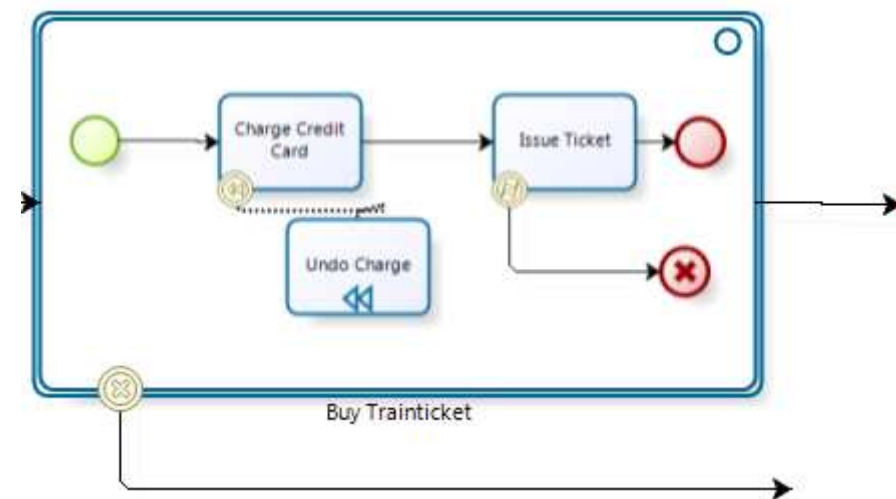 Charge Credit
Card
Issue Ticket
Undo Charge
Buy Trainticket